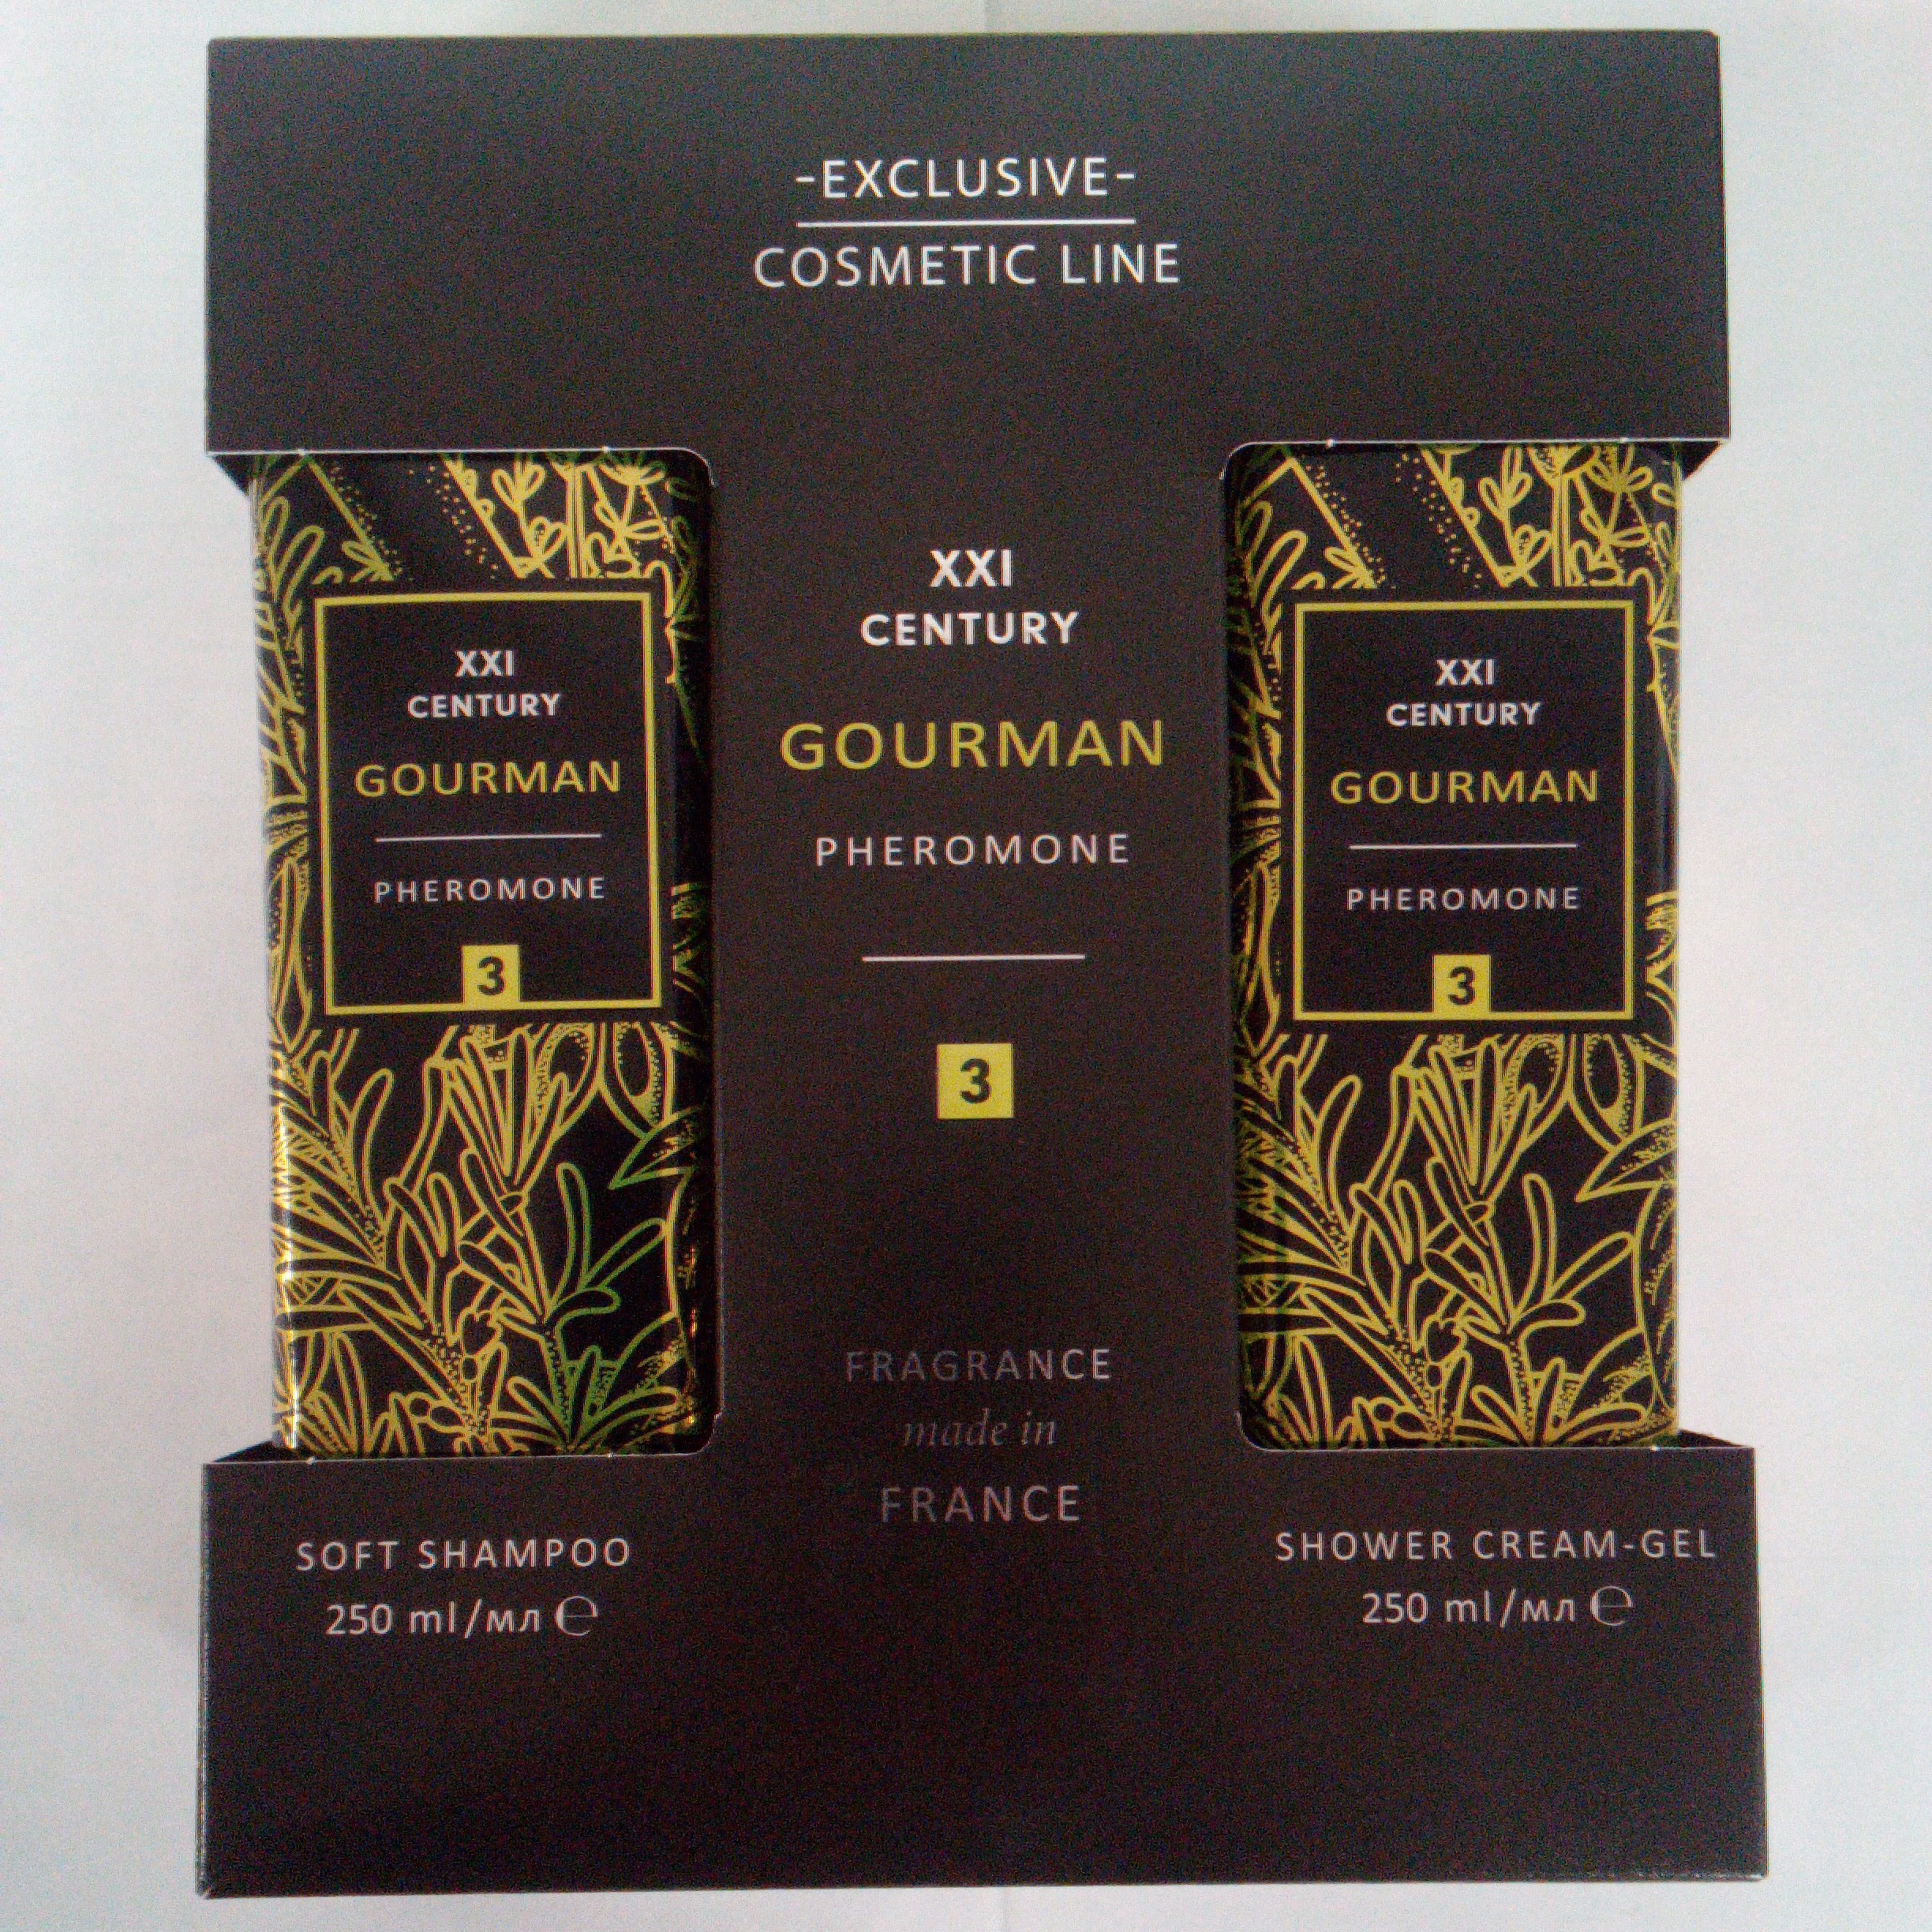 -EXCLUSIVE-
COSMETIC LINE
XXI
CENTURY
GOURMAN
PHEROMONE
3
XXI
CENTURY
GOURMAN
PHEROMONE
3
XXI
CENTURY
GOURMAN
PHEROMONE
3
FRAGRANCE
made in
FRANCE
SOFT SHAMPOO
250 ml/мл ℮
SHOWER CREAM-GEL
250 ml/мл ℮